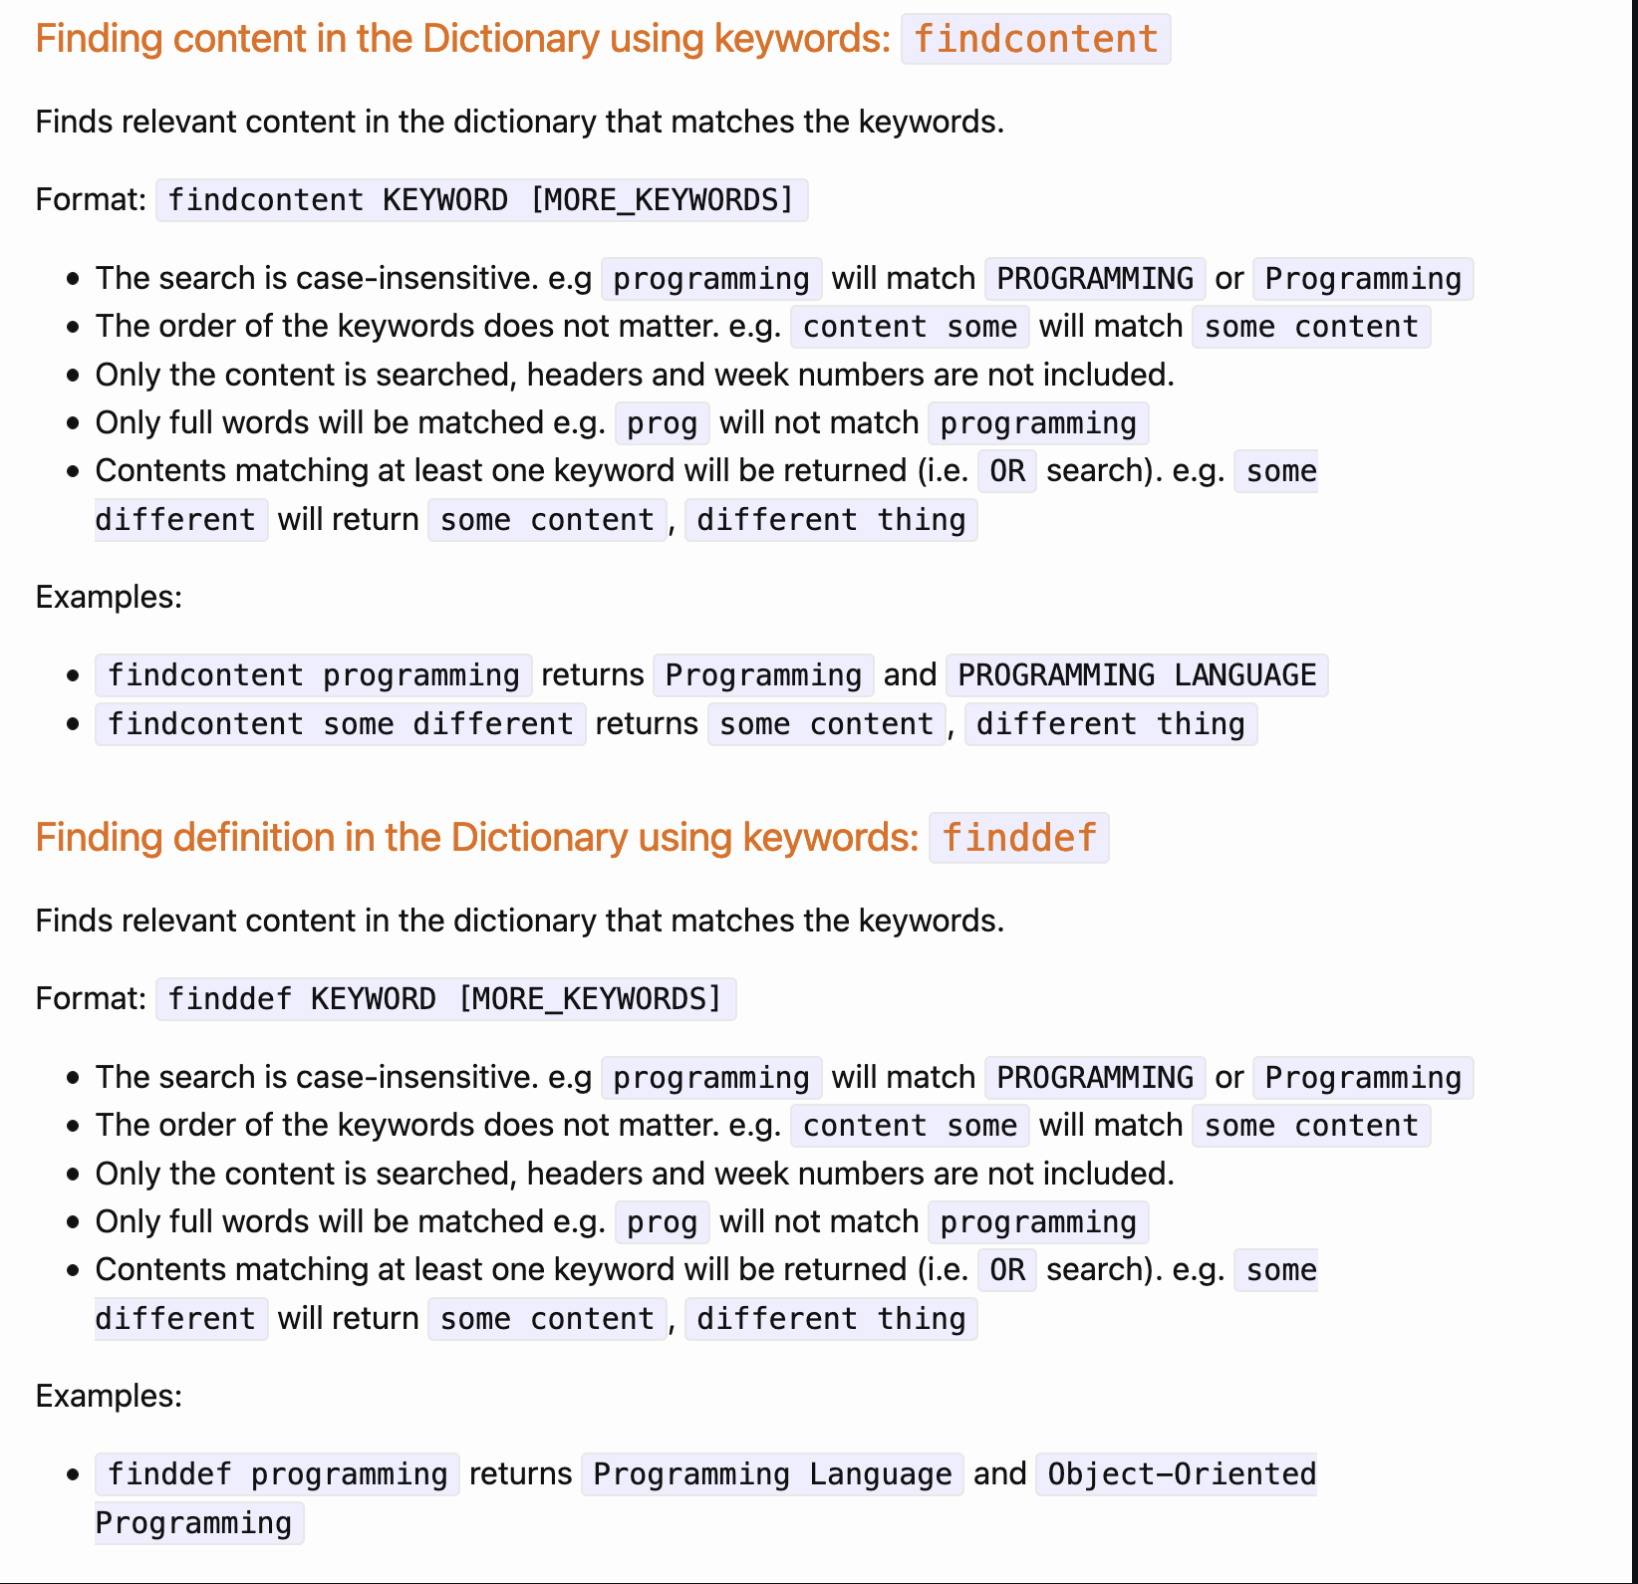 Finding content in the Dictionary using keywords: findcontent
Finds relevant content in the dictionary that matches the keywords.
Format: findcontent KEYWORD [MORE_KEYWORDS]
• The search is case-insensitive. e.g programming will match PROGRAMMING or Programming
• The order of the keywords does not matter. e.g. content some will match some content
• Only the content is searched, headers and week numbers are not included.
• Only full words will be matched e.g. prog will not match programming
• Contents matching at least one keyword will be returned (i.e. OR search). e.g. some
different will return some content, different thing
Examples:
• findcontent programming returns Programming and PROGRAMMING LANGUAGE
• findcontent some different returns some content, different thing
Finding definition in the Dictionary using keywords: finddef
Finds relevant content in the dictionary that matches the keywords.
Format: finddef KEYWORD [MORE_KEYWORDS]
• The search is case-insensitive. e.g programming will match PROGRAMMING or Programming
• The order of the keywords does not matter. e.g. content some will match some content
• Only the content is searched, headers and week numbers are not included.
• Only full words will be matched e.g. prog will not match programming
• Contents matching at least one keyword will be returned (i.e. OR search). e.g. some
different will return some content, different thing
Examples:
• finddef programming returns Programming Language and Object-Oriented
Programming